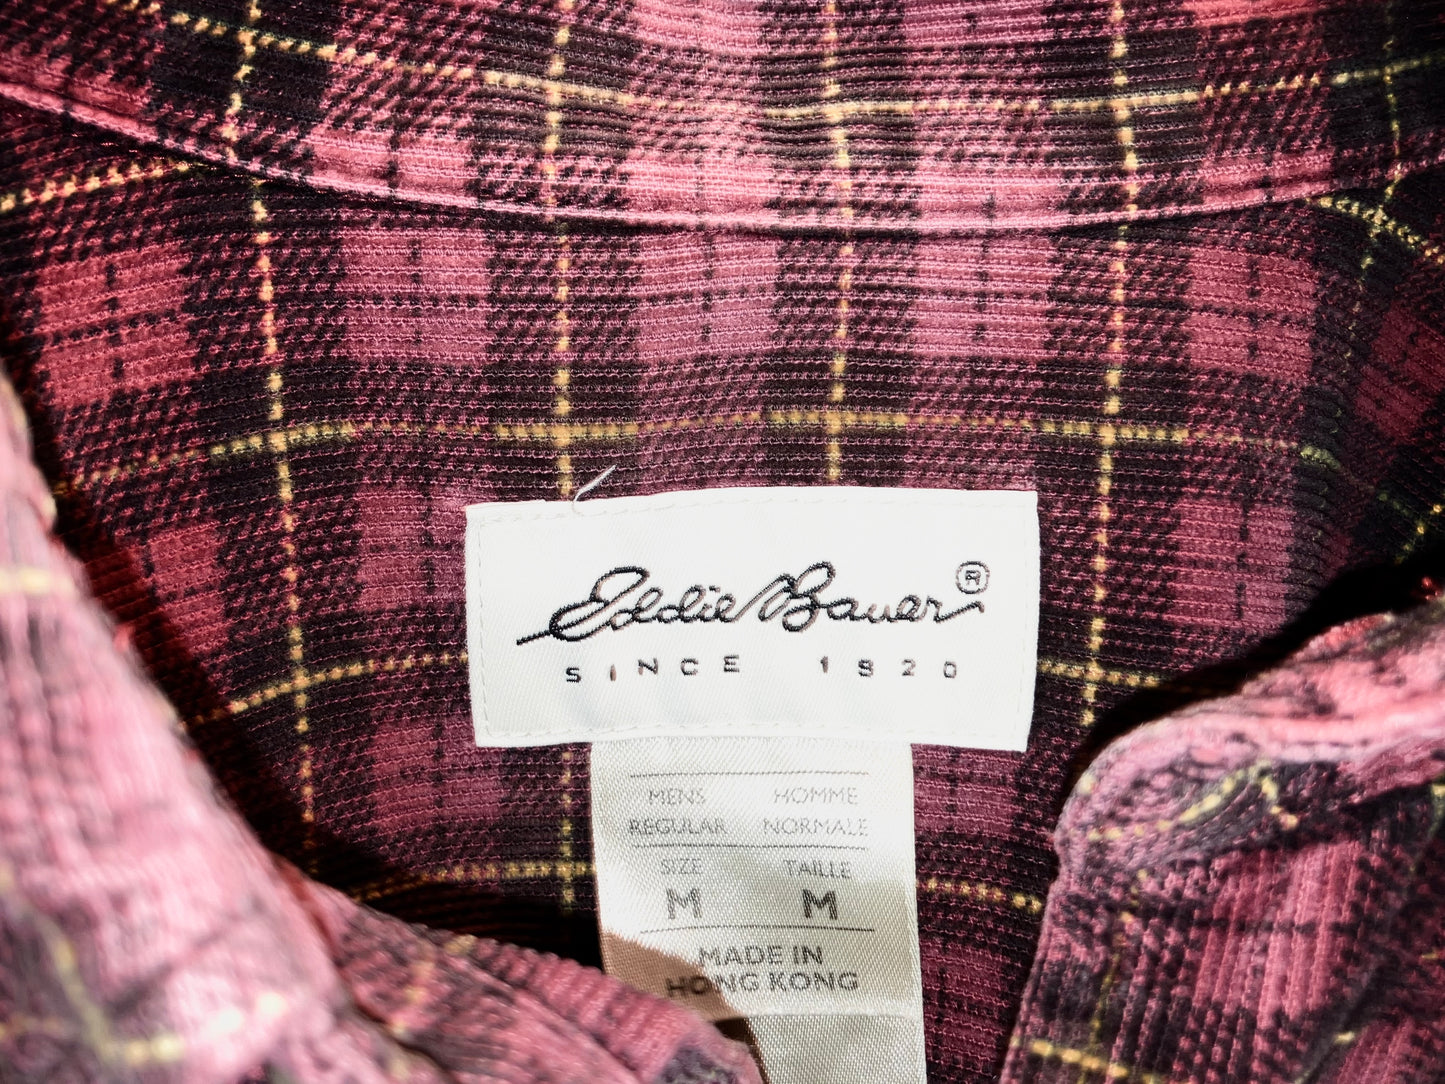 Eddie Bauer®
SINCE 1920
MENS HOMME
REGULAR NORMALE
SIZE TAILLE
M M
MADE IN
HONG KONG